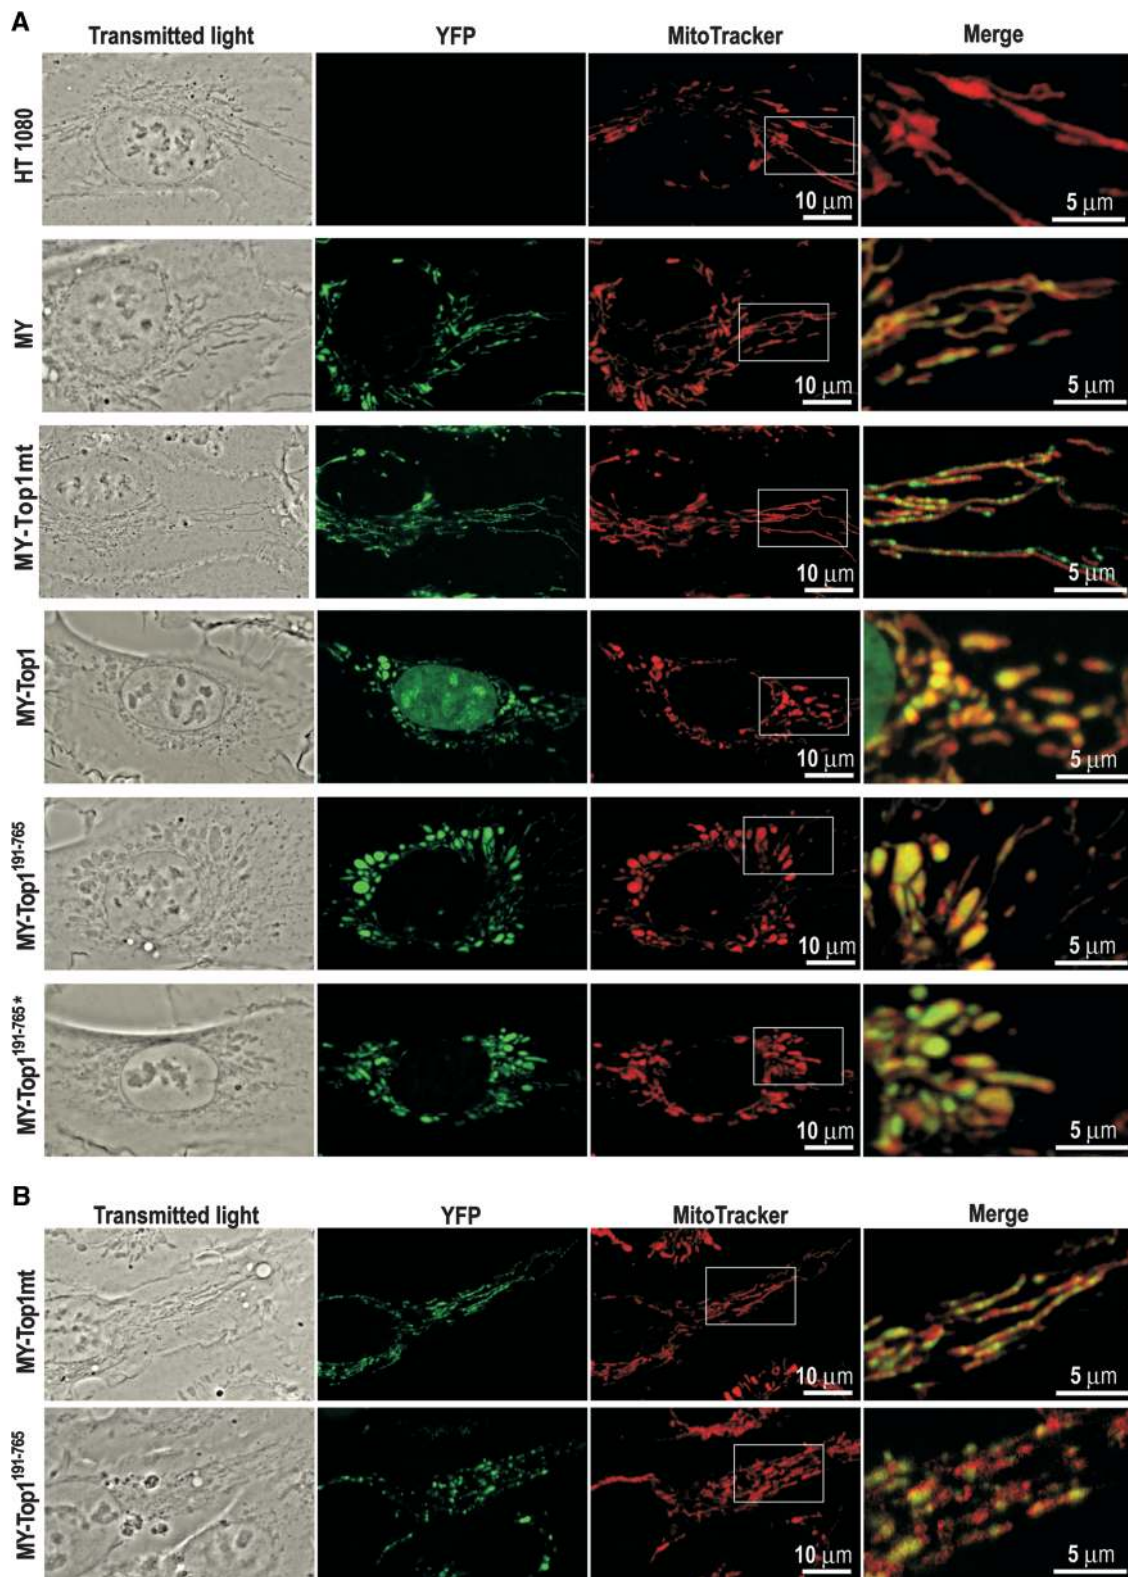 A
Transmitted light YFP MitoTracker Merge
HT 1080
10 μm 5 μm
MY
10 μm 5 μm
MY-Top1mt
10 μm 5 μm
MY-Top1
10 μm 5 μm
MY-Top1191-765
10 μm 5 μm
MY-Top1191-765*
10 μm 5 μm
B
Transmitted light YFP MitoTracker Merge
MY-Top1mt
10 μm 5 μm
MY-Top1191-765
10 μm 5 μm